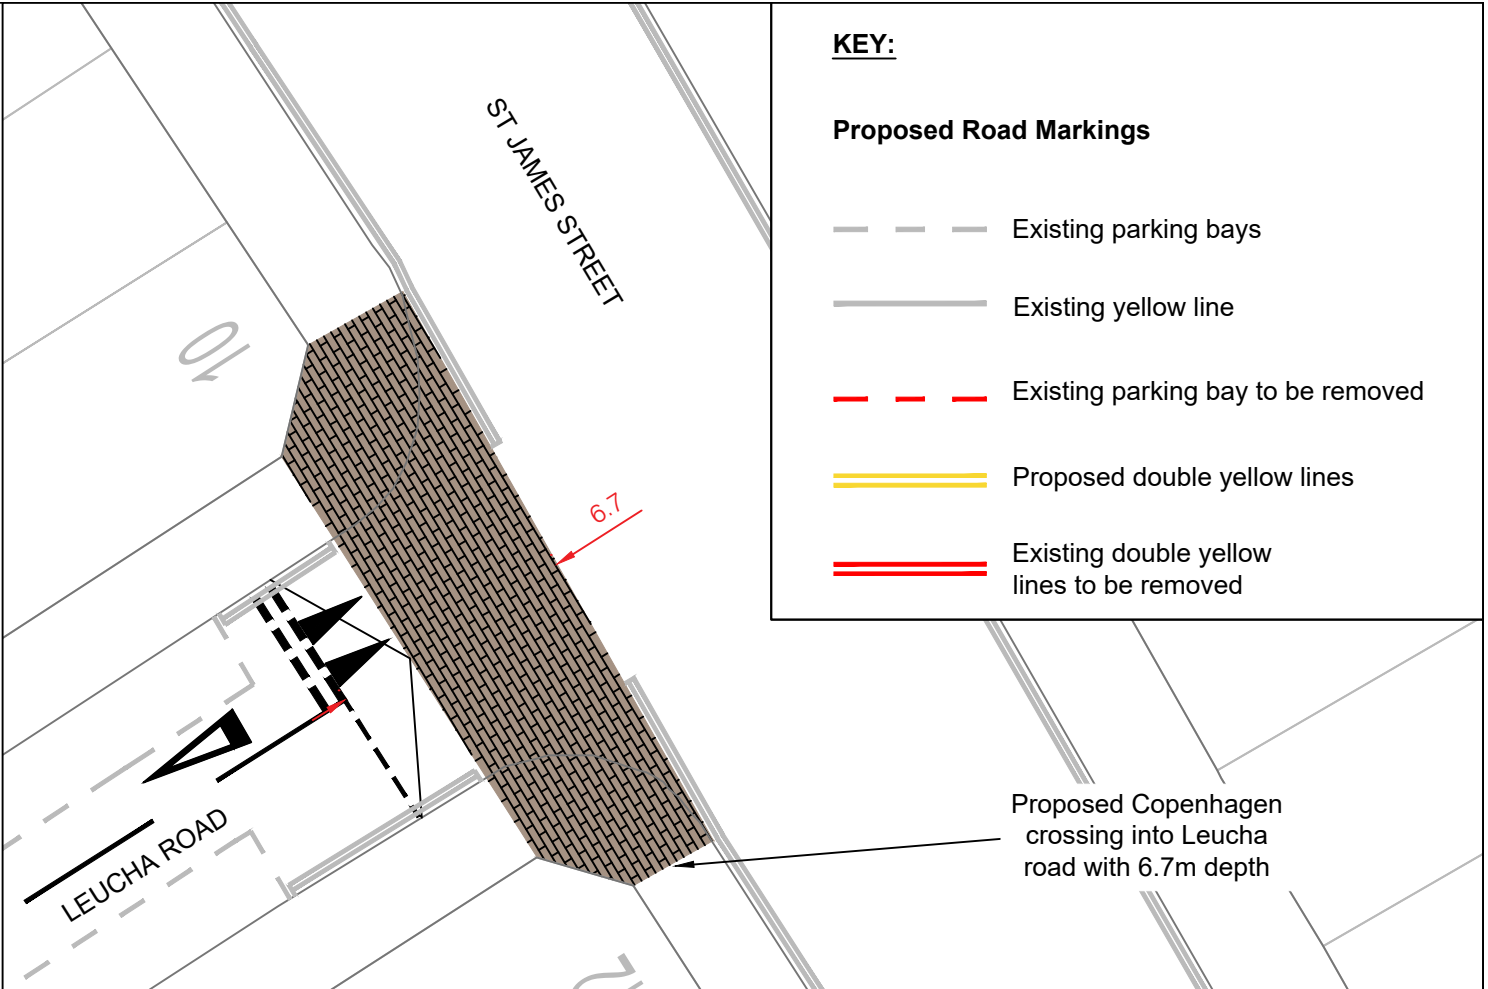 KEY:
Proposed Road Markings
Existing parking bays
Existing yellow line
Existing parking bay to be removed
Proposed double yellow lines
Existing double yellow
lines to be removed
ST JAMES STREET
10
6.7
LEUCHA ROAD
Proposed Copenhagen
crossing into Leucha
road with 6.7m depth